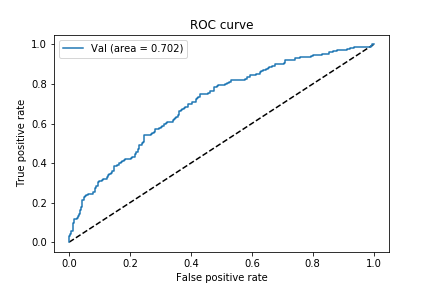 ROC curve
Val (area = 0.702)
1.0
0.8
0.6
0.4
0.2
0.0
True positive rate
0.0 0.2 0.4 0.6 0.8 1.0
False positive rate